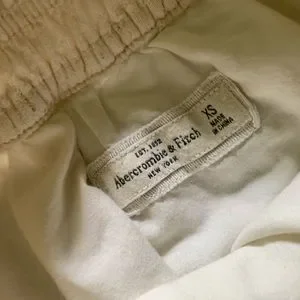 EST. 1892
Abercrombie & Fitch
NEW YORK
XS
MADE
IN CHINA